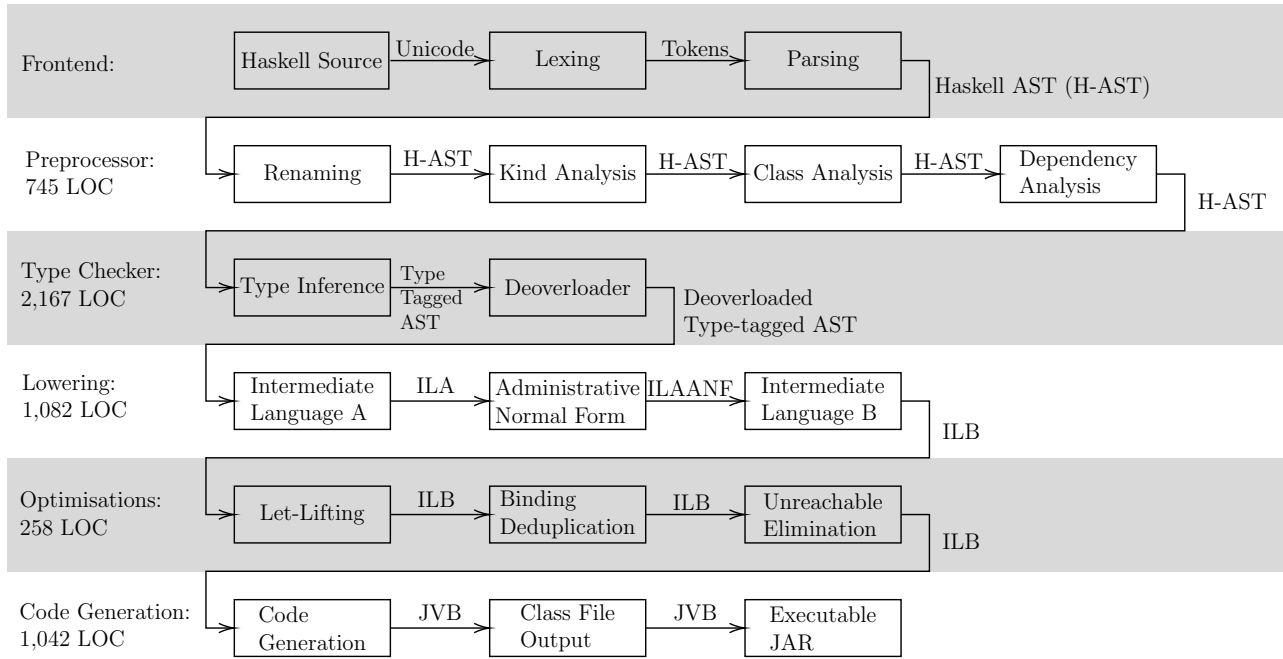 Frontend:
Haskell Source
Unicode
Lexing
Tokens
Parsing
Haskell AST (H-AST)
Preprocessor:
745 LOC
Renaming
H-AST
Kind Analysis
H-AST
Class Analysis
H-AST
Dependency
Analysis
H-AST
Type Checker:
2,167 LOC
Type Inference
Type
Tagged
AST
Deoverloader
Deoverloaded
Type-tagged AST
Lowering:
1,082 LOC
Intermediate
Language A
ILA
Administrative
Normal Form
ILAANF
Intermediate
Language B
ILB
Optimisations:
258 LOC
Let-Lifting
ILB
Binding
Deduplication
ILB
Unreachable
Elimination
ILB
Code Generation:
1,042 LOC
Code
Generation
JVB
Class File
Output
JVB
Executable
JAR